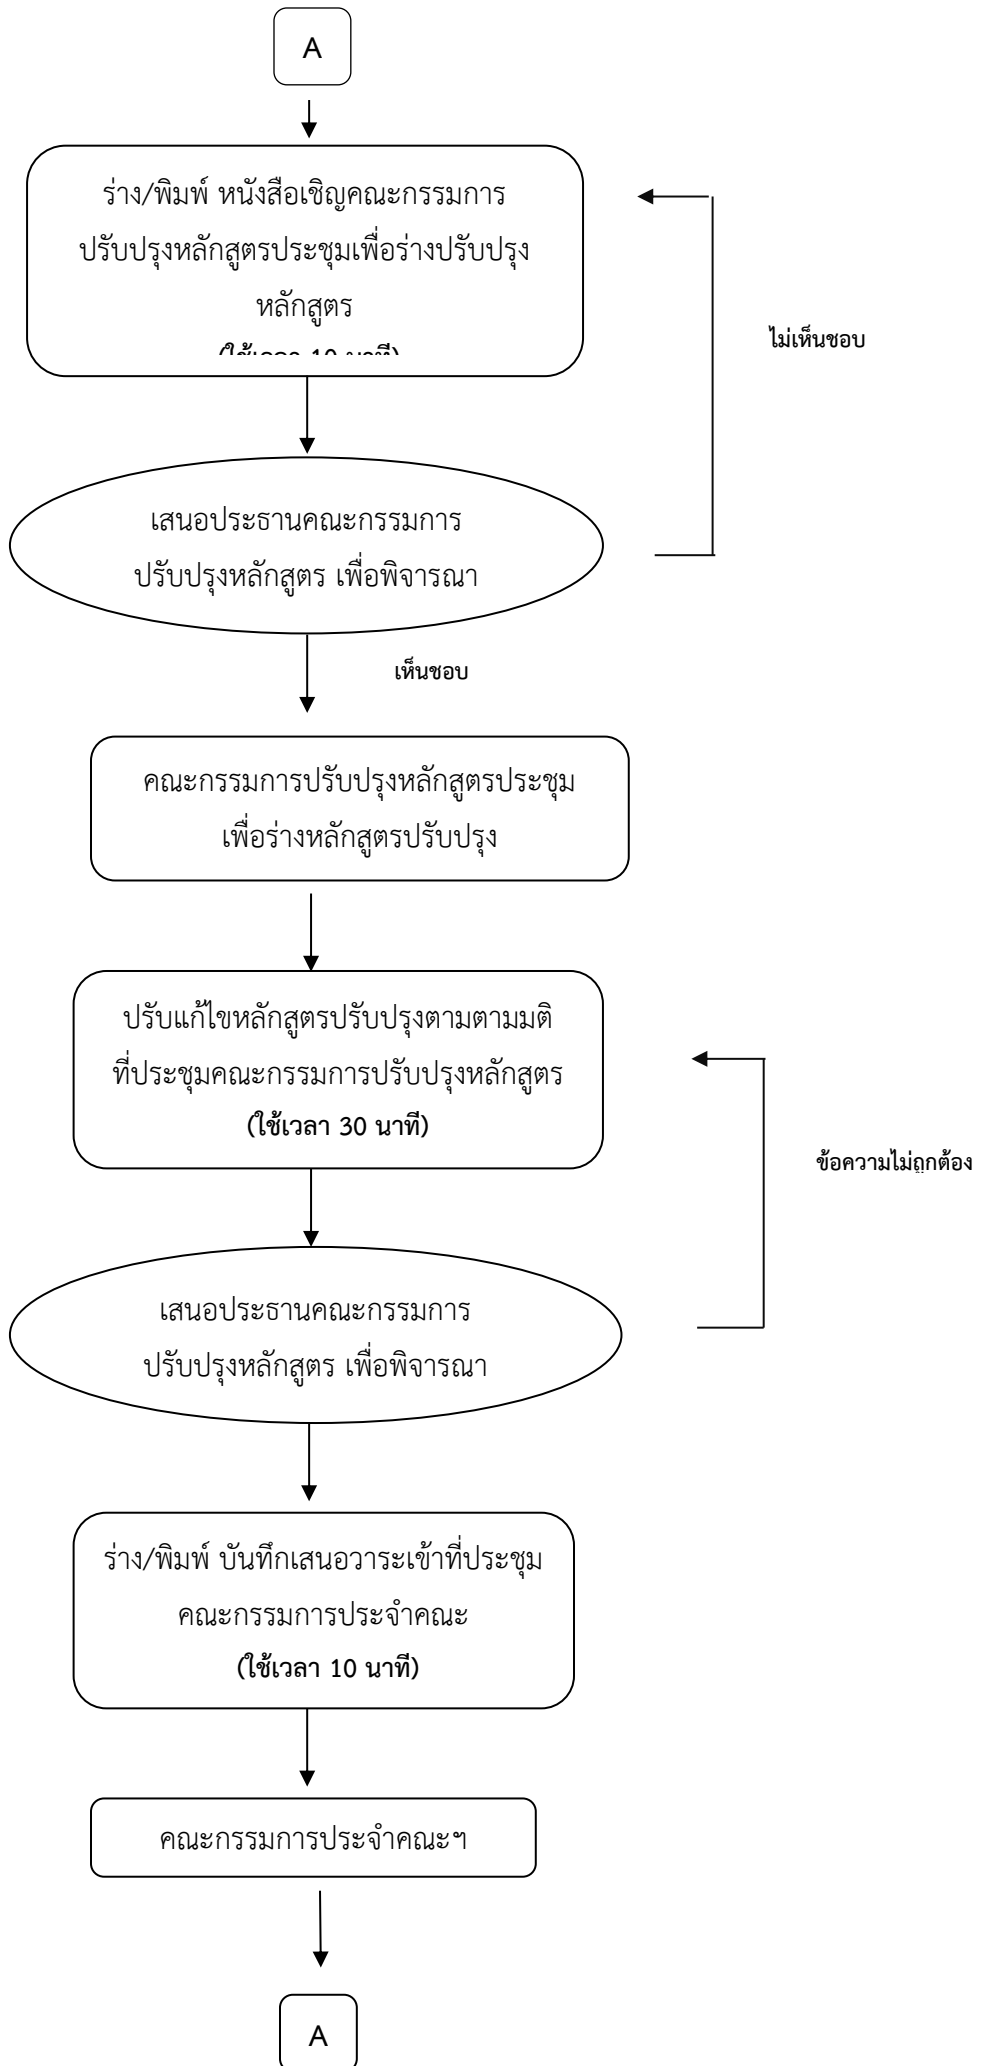 A
ร่าง/พิมพ์ หนังสือเชิญคณะกรรมการ
ปรับปรุงหลักสูตรประชุมเพื่อร่างปรับปรุง
หลักสูตร
(ใช้เวลา 10 นาที)
ไม่เห็นชอบ
เสนอประธานคณะกรรมการ
ปรับปรุงหลักสูตร เพื่อพิจารณา
เห็นชอบ
คณะกรรมการปรับปรุงหลักสูตรประชุม
เพื่อร่างหลักสูตรปรับปรุง
ปรับแก้ไขหลักสูตรปรับปรุงตามตามมติ
ที่ประชุมคณะกรรมการปรับปรุงหลักสูตร
(ใช้เวลา 30 นาที)
ข้อความไม่ถูกต้อง
เสนอประธานคณะกรรมการ
ปรับปรุงหลักสูตร เพื่อพิจารณา
ร่าง/พิมพ์ บันทึกเสนอวาระเข้าที่ประชุม
คณะกรรมการประจำคณะ
(ใช้เวลา 10 นาที)
คณะกรรมการประจำคณะฯ
A